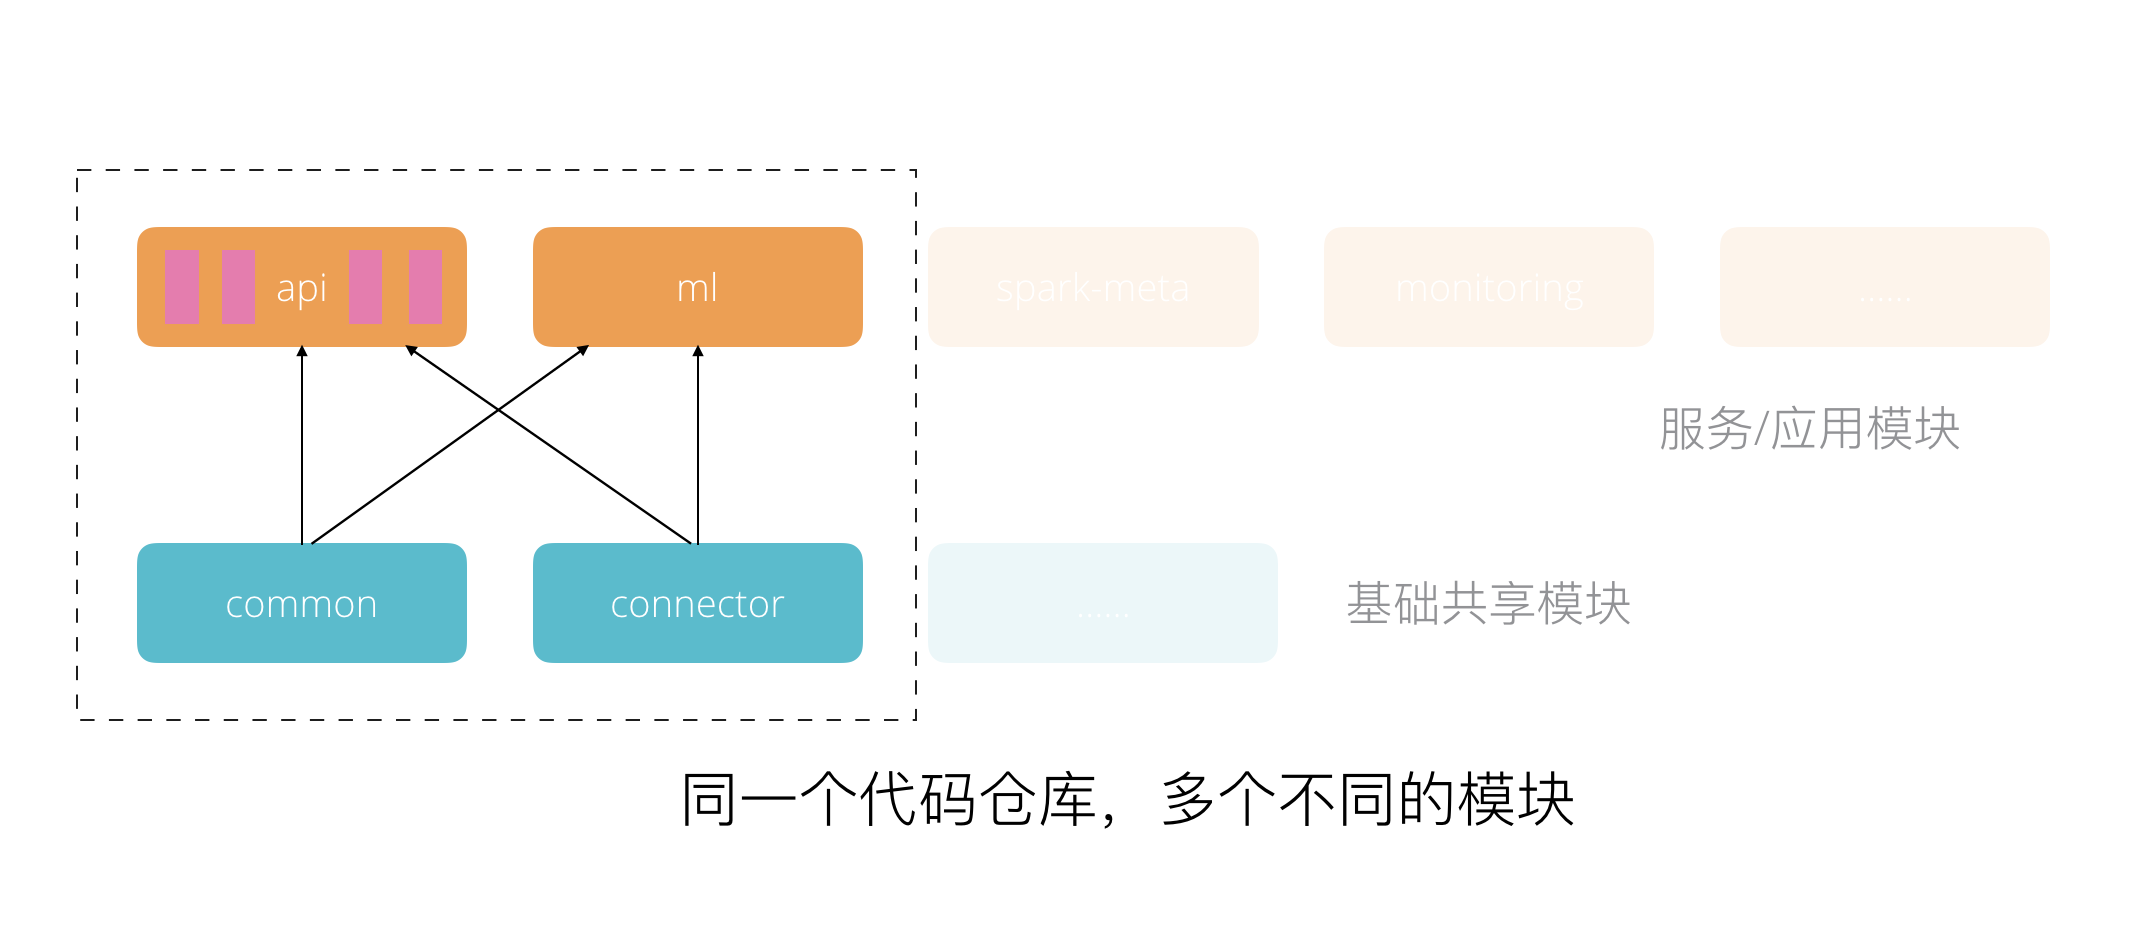 api
ml
spark-meta
monitoring
......
服务/应用模块
common
connector
......
基础共享模块
同一个代码仓库，多个不同的模块